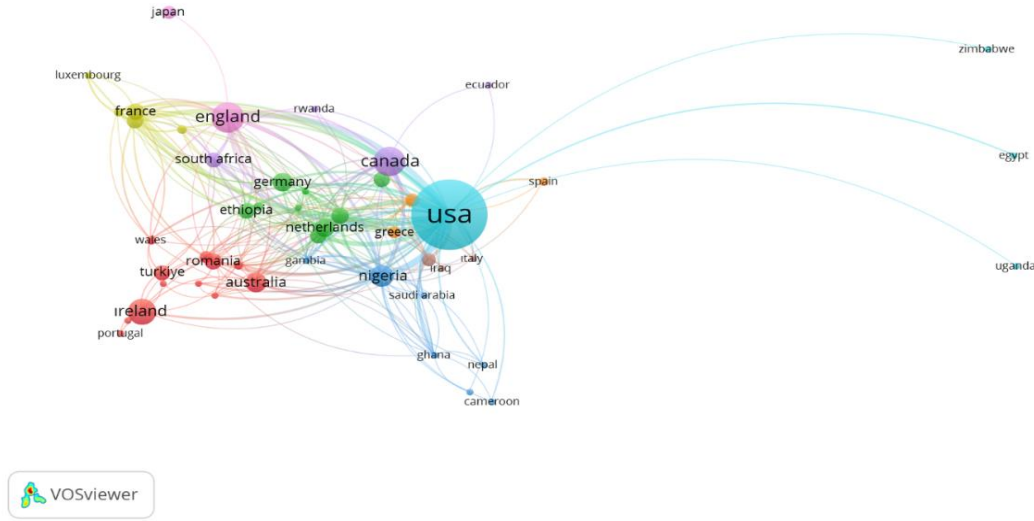 japan
zimbabwe
luxembourg
ecuador
france
rwanda
england
south africa
canada
egypt
germany
spain
ethiopia
usa
netherlands
greece
wales
gambia
italy
romania
iraq
uganda
turkiye
nigeria
australia
saudi arabia
ireland
portugal
ghana
nepal
cameroon
VOSviewer